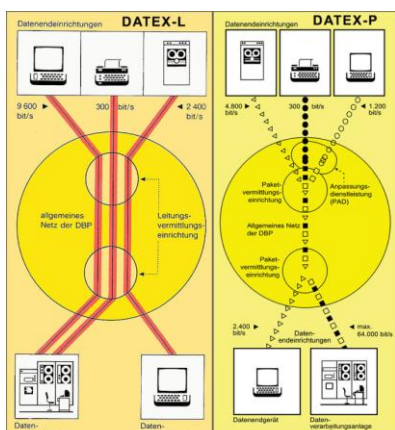 Datenendeinrichtungen
DATEX-L
9 600
bit/s
300
bit/s
2 400
bit/s
allgemeines
Netz der DBP
Leitungs-
vermittlungs-
einrichtung
Daten-
Daten-
Datenendeinrichtungen
DATEX-P
4.800
bit/s
300
bit/s
1.200
bit/s
Paket-
vermittlungs-
einrichtung
Anpassungs-
dienstleistung
(PAD)
Allgemeines Netz
der DBP
Paket-
vermittlungs-
einrichtung
2.400
bit/s
Daten-
endeinrichtungen
max.
64.000 bit/s
Datenendgerät
Daten-
verarbeitungsanlage